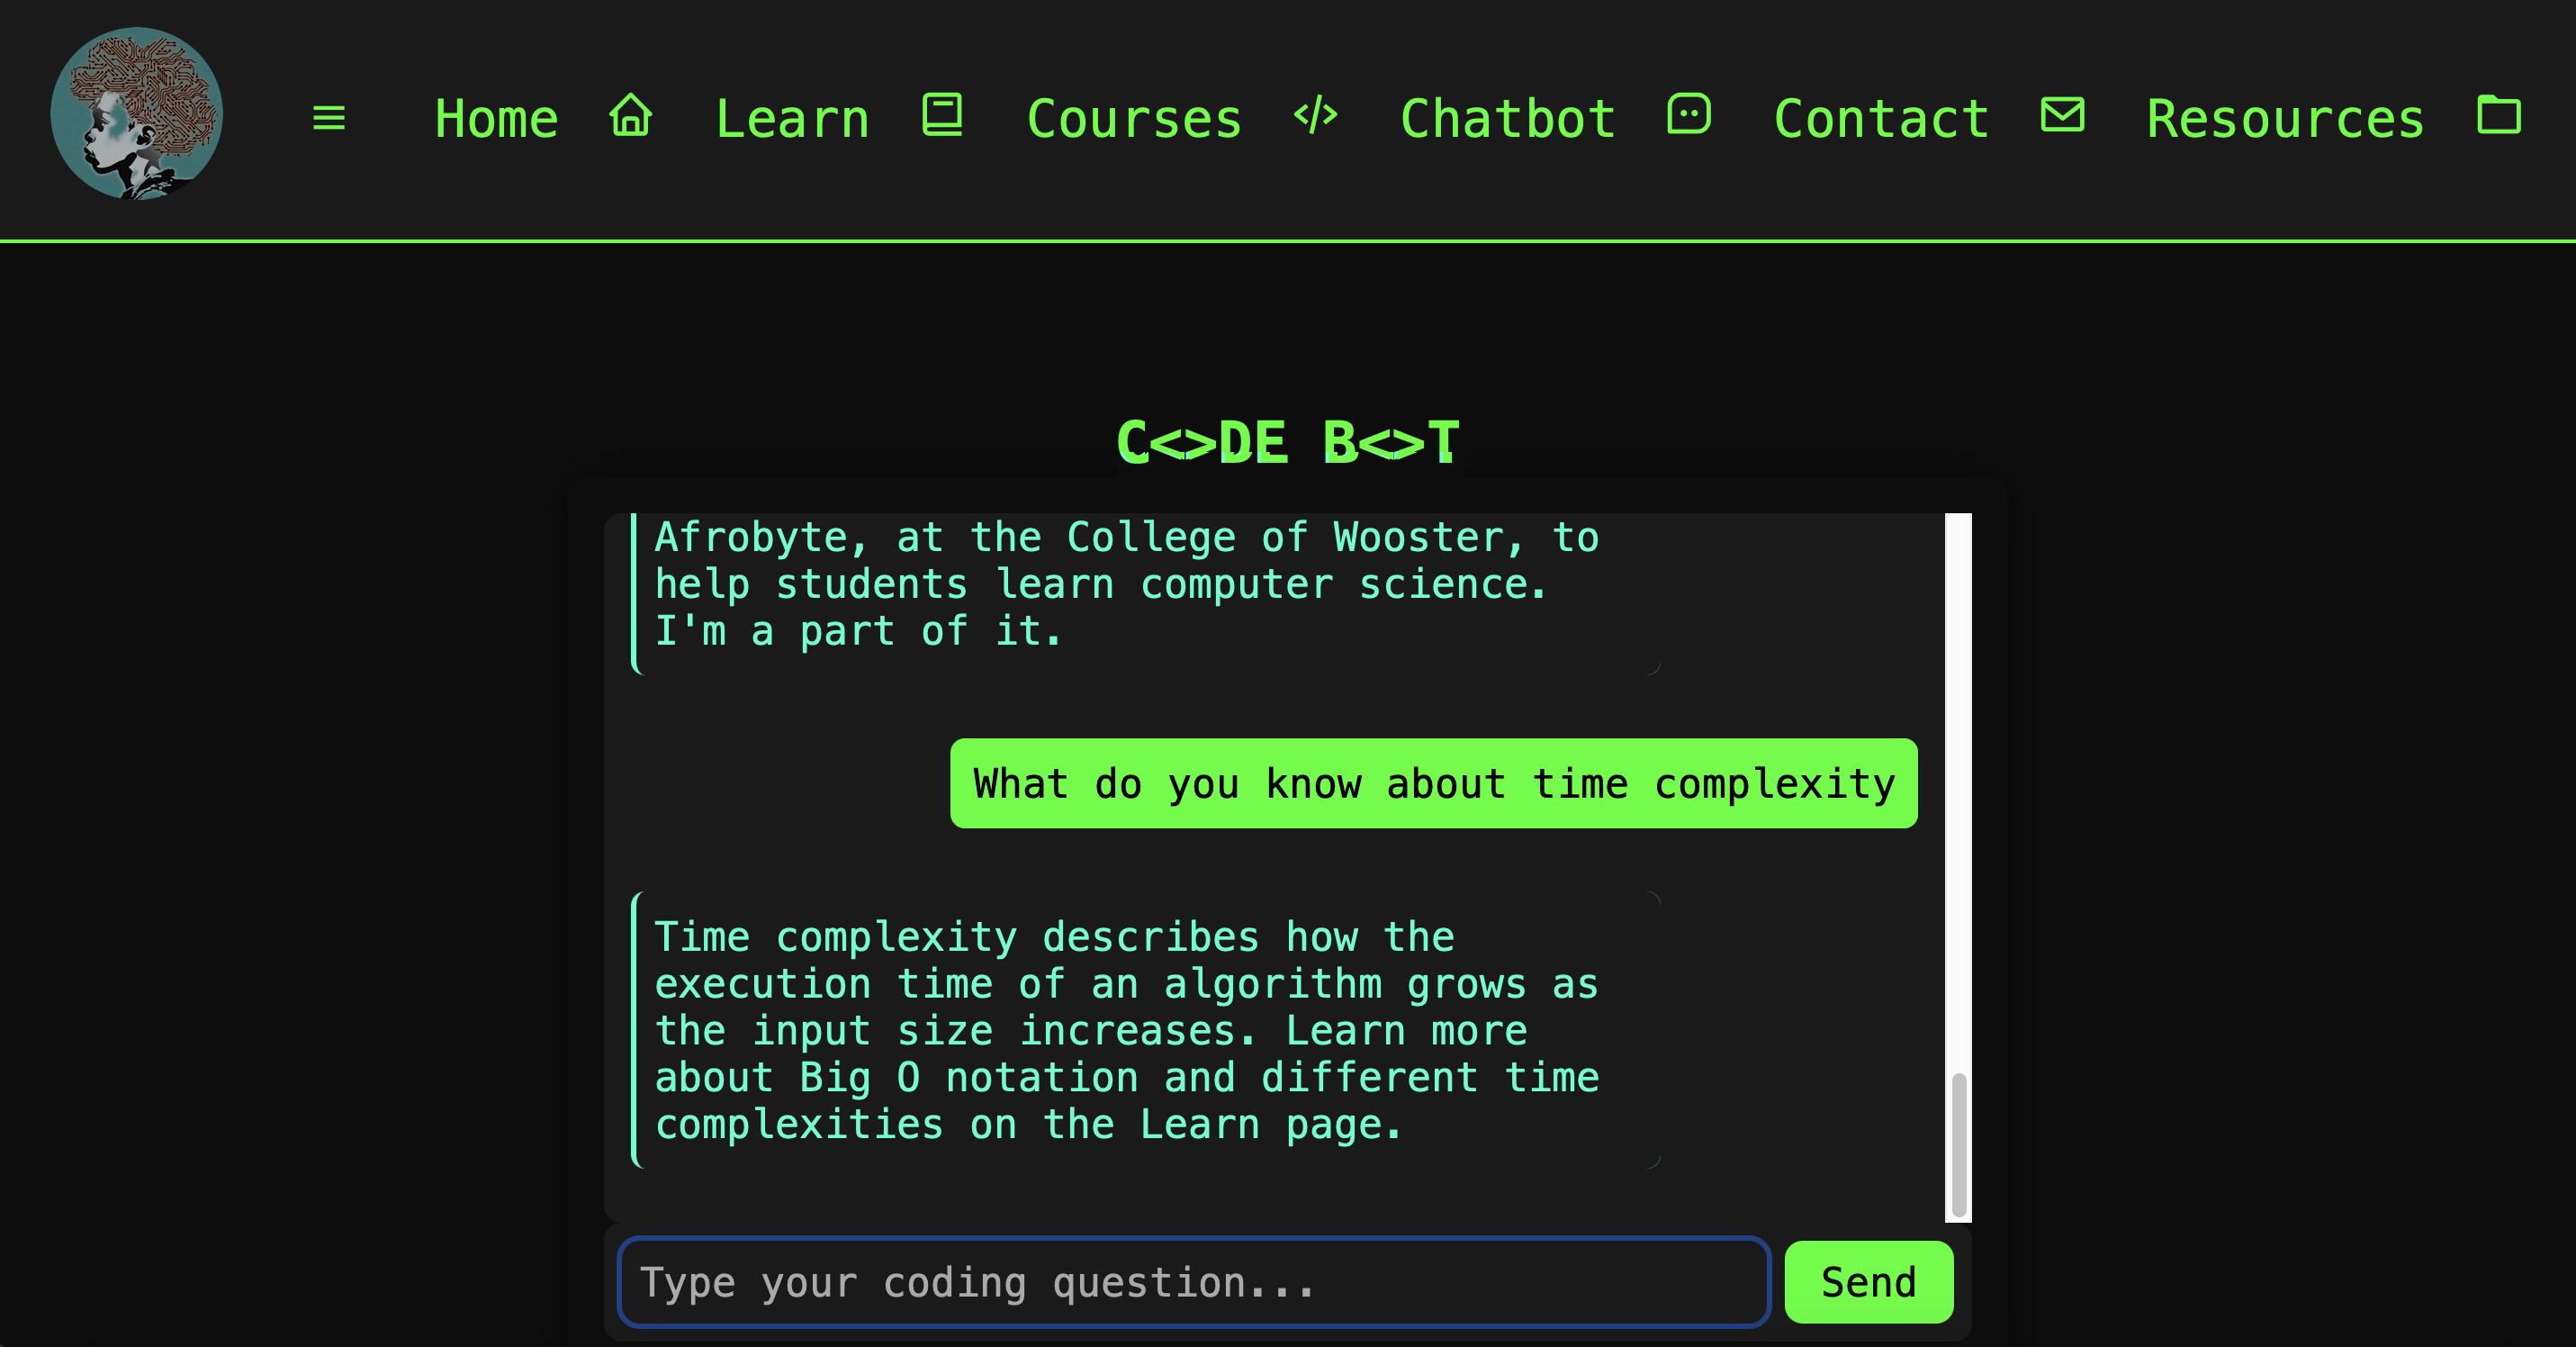 Home Learn Courses Chatbot Contact Resources
C<>DE B<>T
Afrobyte, at the College of Wooster, to
help students learn computer science.
I'm a part of it.
What do you know about time complexity
Time complexity describes how the
execution time of an algorithm grows as
the input size increases. Learn more
about Big O notation and different time
complexities on the Learn page.
Type your coding question...
Send